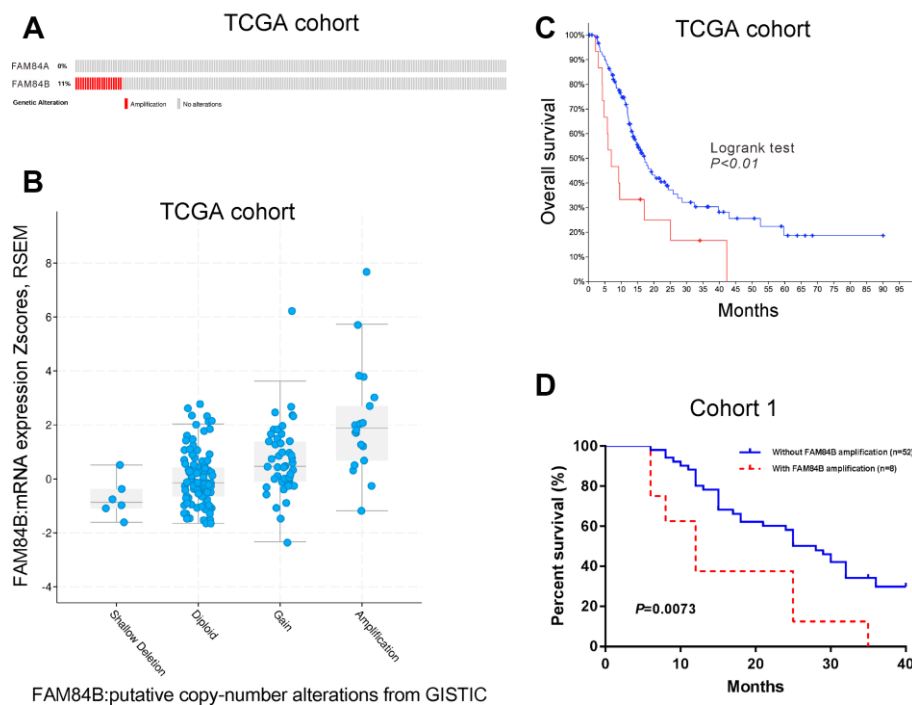 A
TCGA cohort
FAM84A 0%
FAM84B 11%
Genetic Alteration Amplification No alterations
B
TCGA cohort
FAM84B:mRNA expression Zscores, RSEM
8
6
4
2
0
-2
-4
Shallow Deletion
Diploid
Gain
Amplification
FAM84B:putative copy-number alterations from GISTIC
C
TCGA cohort
Overall survival
100%
90%
80%
70%
60%
50%
40%
30%
20%
10%
0%
Logrank test
P<0.01
0 5 10 15 20 25 30 35 40 45 50 55 60 65 70 75 80 85 90 95
Months
D
Cohort 1
Without FAM84B amplification (n=52)
With FAM84B amplification (n=8)
Percent survival (%)
100
80
60
40
20
0
P=0.0073
0 10 20 30 40
Months